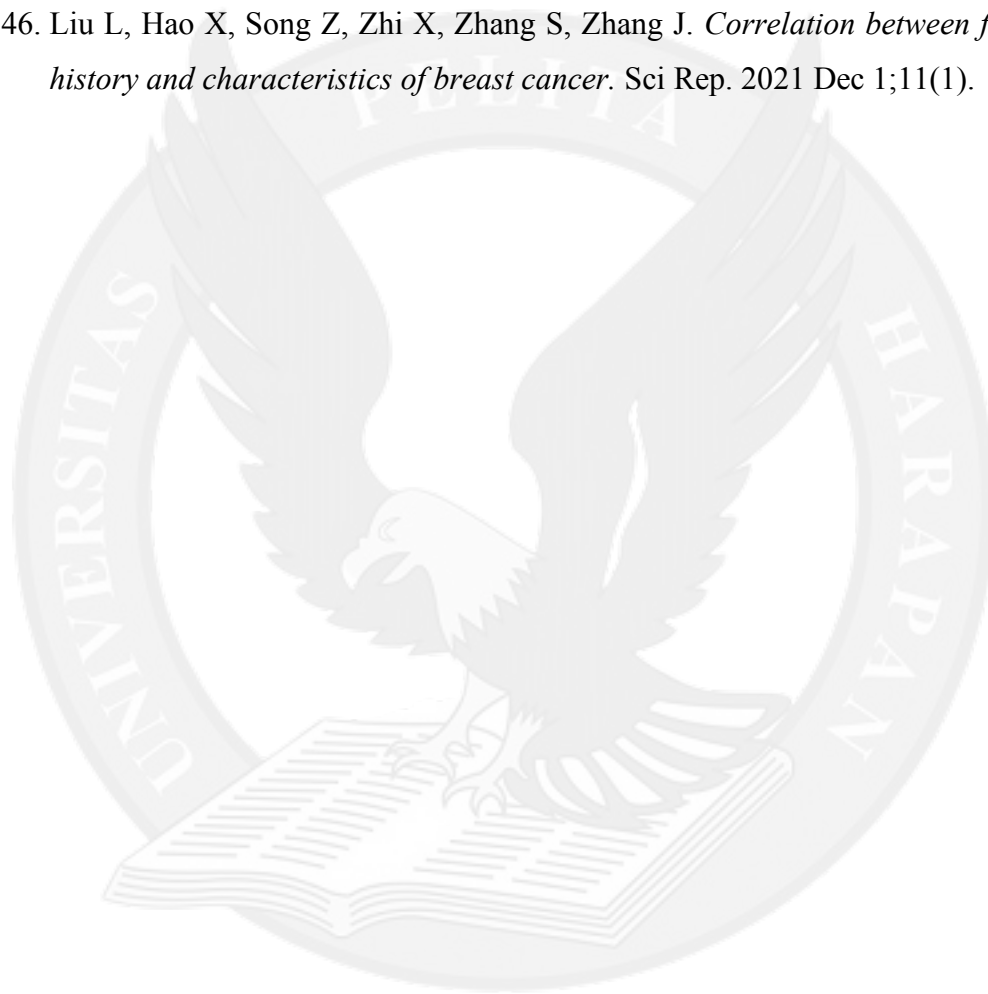 46. Liu L, Hao X, Song Z, Zhi X, Zhang S, Zhang J. Correlation between
history and characteristics of breast cancer. Sci Rep. 2021 Dec 1;11(1).
UNIVERSITAS PELITA HARAPAN